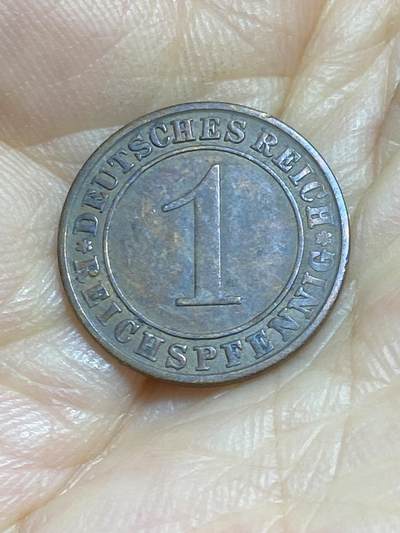 DEUTSCHES REICH
1
REICHSPFENNIG